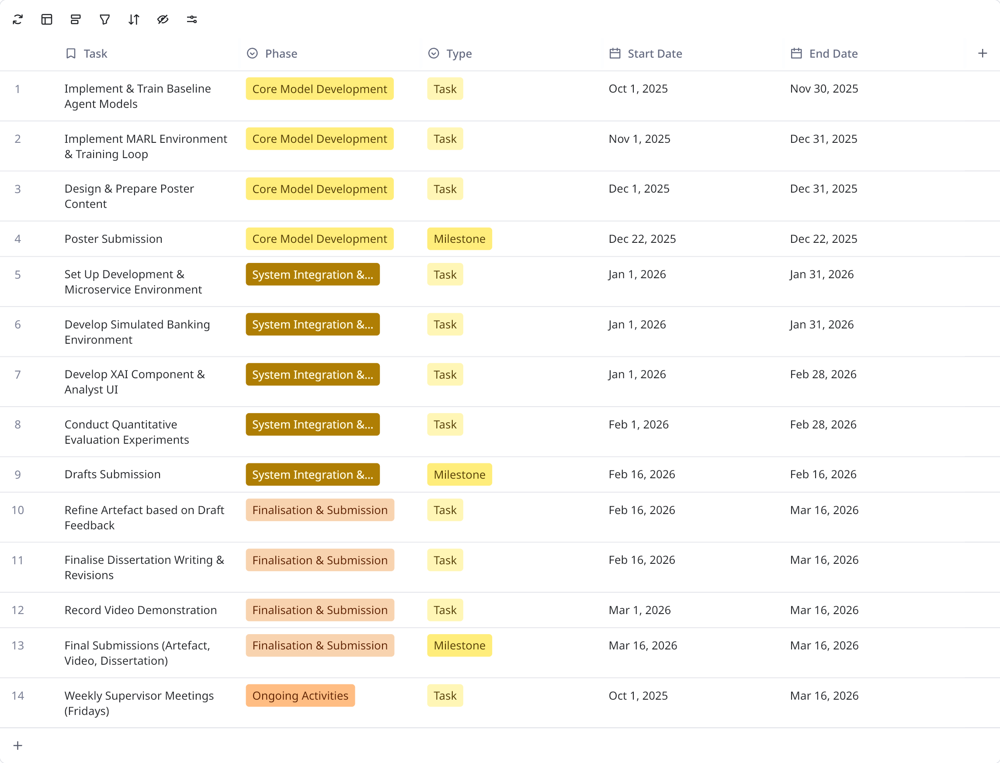 Task Phase Type Start Date End Date
1 Implement & Train Baseline Core Model Development Task Oct 1, 2025 Nov 30, 2025
Agent Models
2 Implement MARL Environment Core Model Development Task Nov 1, 2025 Dec 31, 2025
& Training Loop
3 Design & Prepare Poster Core Model Development Task Dec 1, 2025 Dec 31, 2025
Content
4 Poster Submission Core Model Development Milestone Dec 22, 2025 Dec 22, 2025
5 Set Up Development & System Integration &... Task Jan 1, 2026 Jan 31, 2026
Microservice Environment
6 Develop Simulated Banking System Integration &... Task Jan 1, 2026 Jan 31, 2026
Environment
7 Develop XAI Component & System Integration &... Task Jan 1, 2026 Feb 28, 2026
Analyst UI
8 Conduct Quantitative System Integration &... Task Feb 1, 2026 Feb 28, 2026
Evaluation Experiments
9 Drafts Submission System Integration &... Milestone Feb 16, 2026 Feb 16, 2026
10 Refine Artefact based on Draft Finalisation & Submission Task Feb 16, 2026 Mar 16, 2026
Feedback
11 Finalise Dissertation Writing & Finalisation & Submission Task Feb 16, 2026 Mar 16, 2026
Revisions
12 Record Video Demonstration Finalisation & Submission Task Mar 1, 2026 Mar 16, 2026
13 Final Submissions (Artefact, Finalisation & Submission Milestone Mar 16, 2026 Mar 16, 2026
Video, Dissertation)
14 Weekly Supervisor Meetings Ongoing Activities Task Oct 1, 2025 Mar 16, 2026
(Fridays)